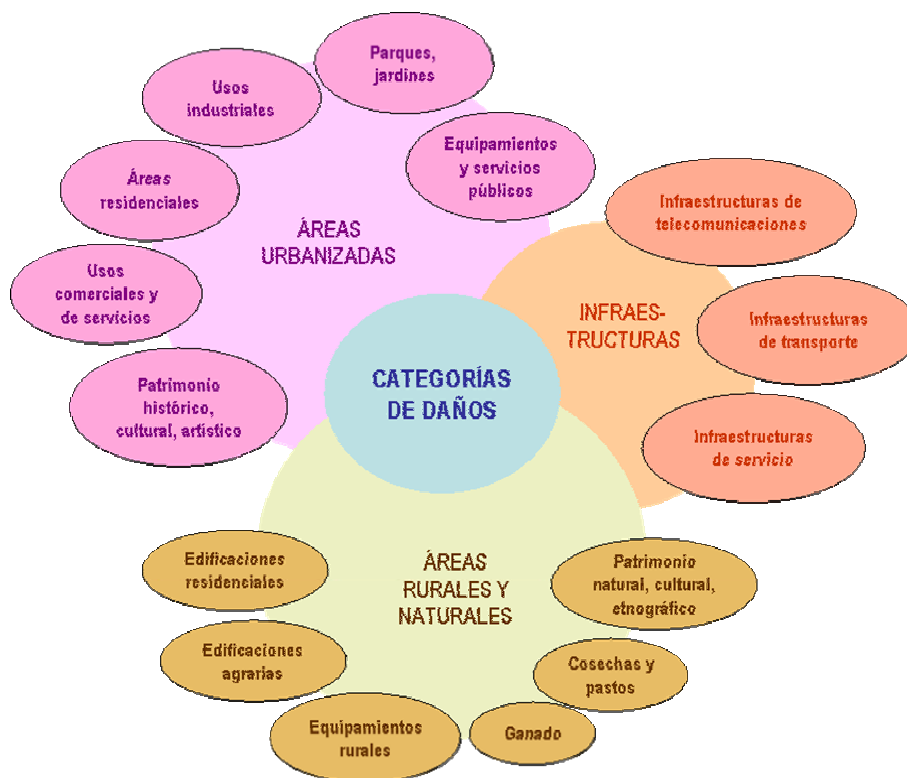 Parques,
jardines
Usos
industriales
Equipamientos
y servicios
públicos
Áreas
residenciales
ÁREAS
URBANIZADAS
Usos
comerciales y
de servicios
Patrimonio
histórico,
cultural, artístico
Infraestructuras de
telecomunicaciones
INFRAES-
TRUCTURAS
Infraestructuras
de transporte
Infraestructuras
de servicio
CATEGORÍAS
DE DAÑOS
ÁREAS
RURALES Y
NATURALES
Edificaciones
residenciales
Edificaciones
agrarias
Equipamientos
rurales
Ganado
Cosechas y
pastos
Patrimonio
natural, cultural,
etnográfico